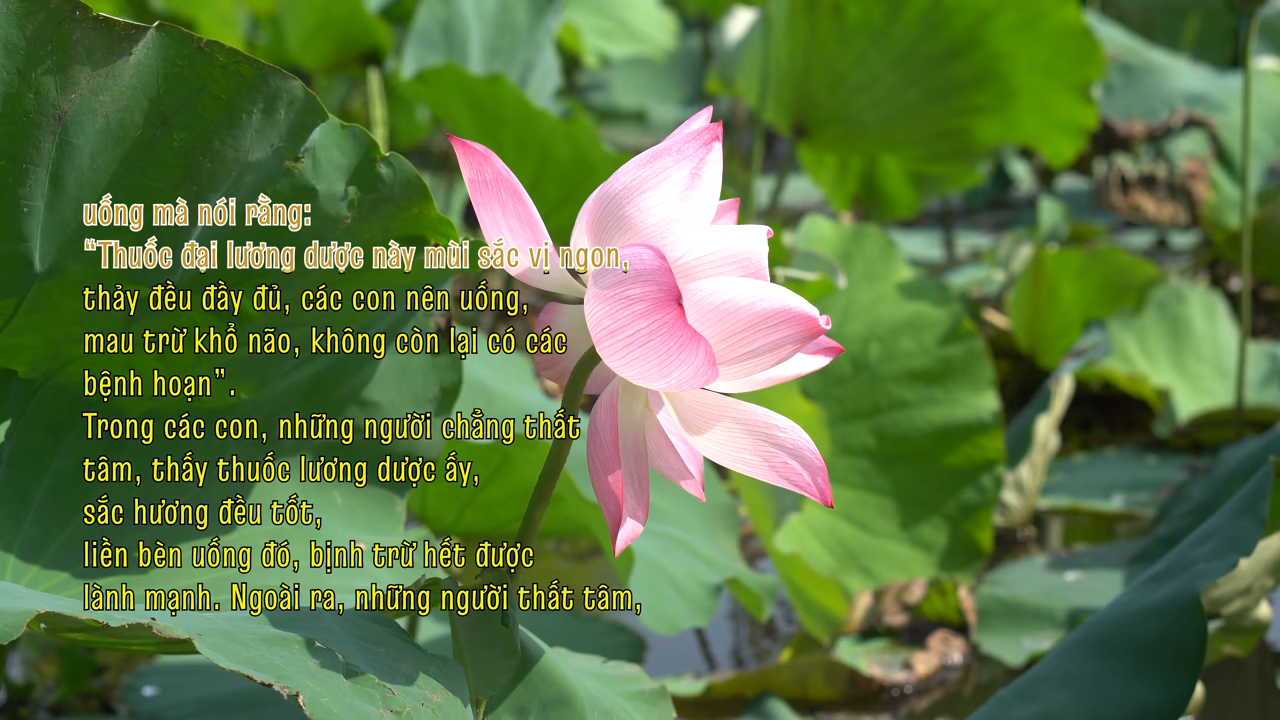 uống mà nói rằng:
“Thuốc đại lương dược này mùi sắc vị ngon,
thảy đều đầy đủ, các con nên uống,
mau trừ khổ não, không còn lại có các
bệnh hoạn”.
Trong các con, những người chẳng thất
tâm, thấy thuốc lương dược ấy,
sắc hương đều tốt,
liền bèn uống đó, bịnh trừ hết được
lành mạnh. Ngoài ra, những người thất tâm,